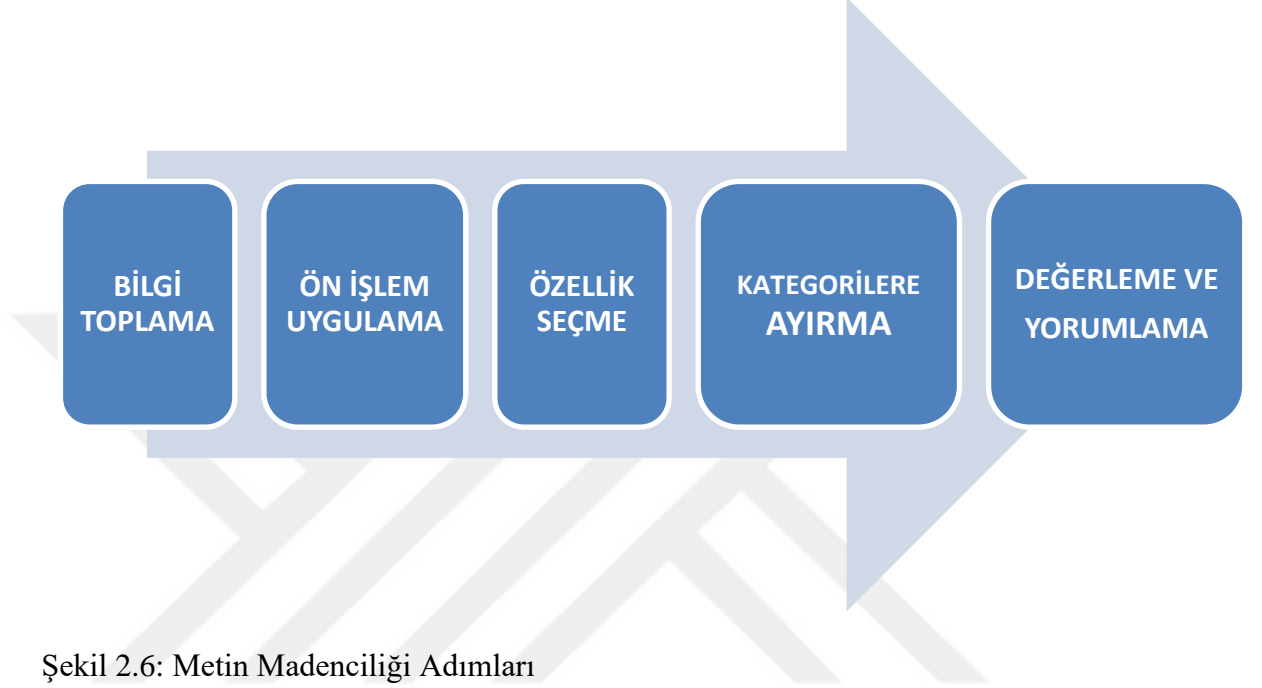 BİLGİ
TOPLAMA
ÖN İŞLEM
UYGULAMA
ÖZELLİK
SEÇME
KATEGORİLERE
AYIRMA
DEĞERLEME VE
YORUMLAMA
Şekil 2.6: Metin Madenciliği Adımları